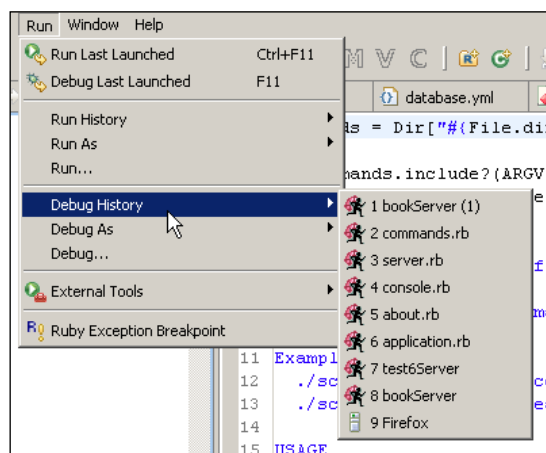 Run Window Help
Run Last Launched Ctrl+F11
Debug Last Launched F11
M V C
database.yml
Run History
Run As
Run...
= Dir["#{File.di
.include?(ARGV
Debug History
Debug As
Debug...
External Tools
Ruby Exception Breakpoint
1 bookServer (1)
2 commands.rb
3 server.rb
4 console.rb
5 about.rb
6 application.rb
7 test6Server
8 bookServer
9 Firefox
11 Exampl
12 ./sc
13 ./sc
14
15 USAGE